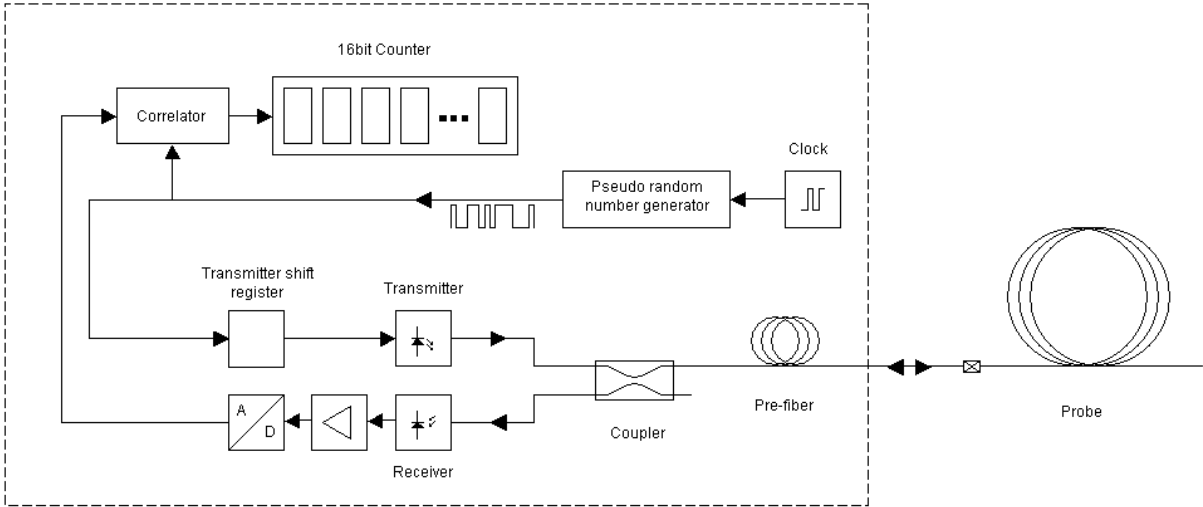 16bit Counter
Correlator
Clock
Pseudo random
number generator
Transmitter shift
register
Transmitter
A
D
Receiver
Coupler
Pre-fiber
Probe